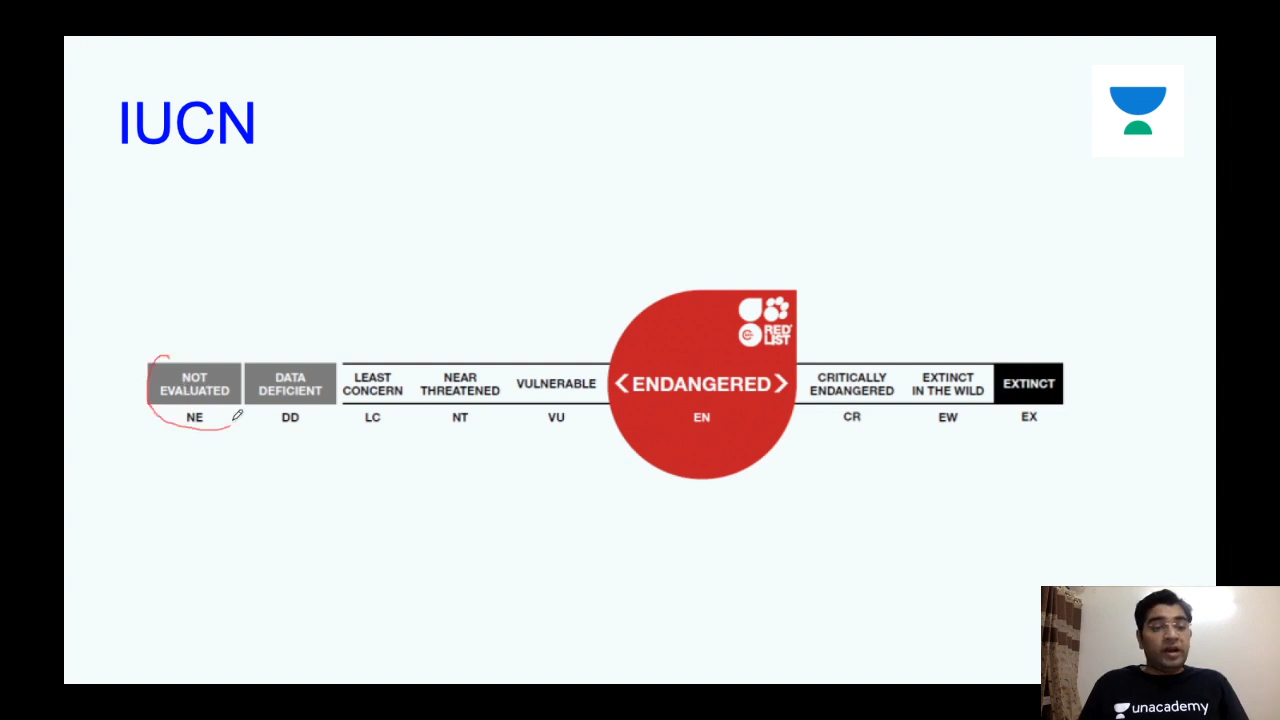 IUCN
RED
LIST
NOT
EVALUATED
DATA
DEFICIENT
LEAST
CONCERN
NEAR
THREATENED
VULNERABLE
<ENDANGERED>
CRITICALLY
ENDANGERED
EXTINCT
IN THE WILD
EXTINCT
NE
DD
LC
NT
VU
EN
CR
EW
EX
unacademy